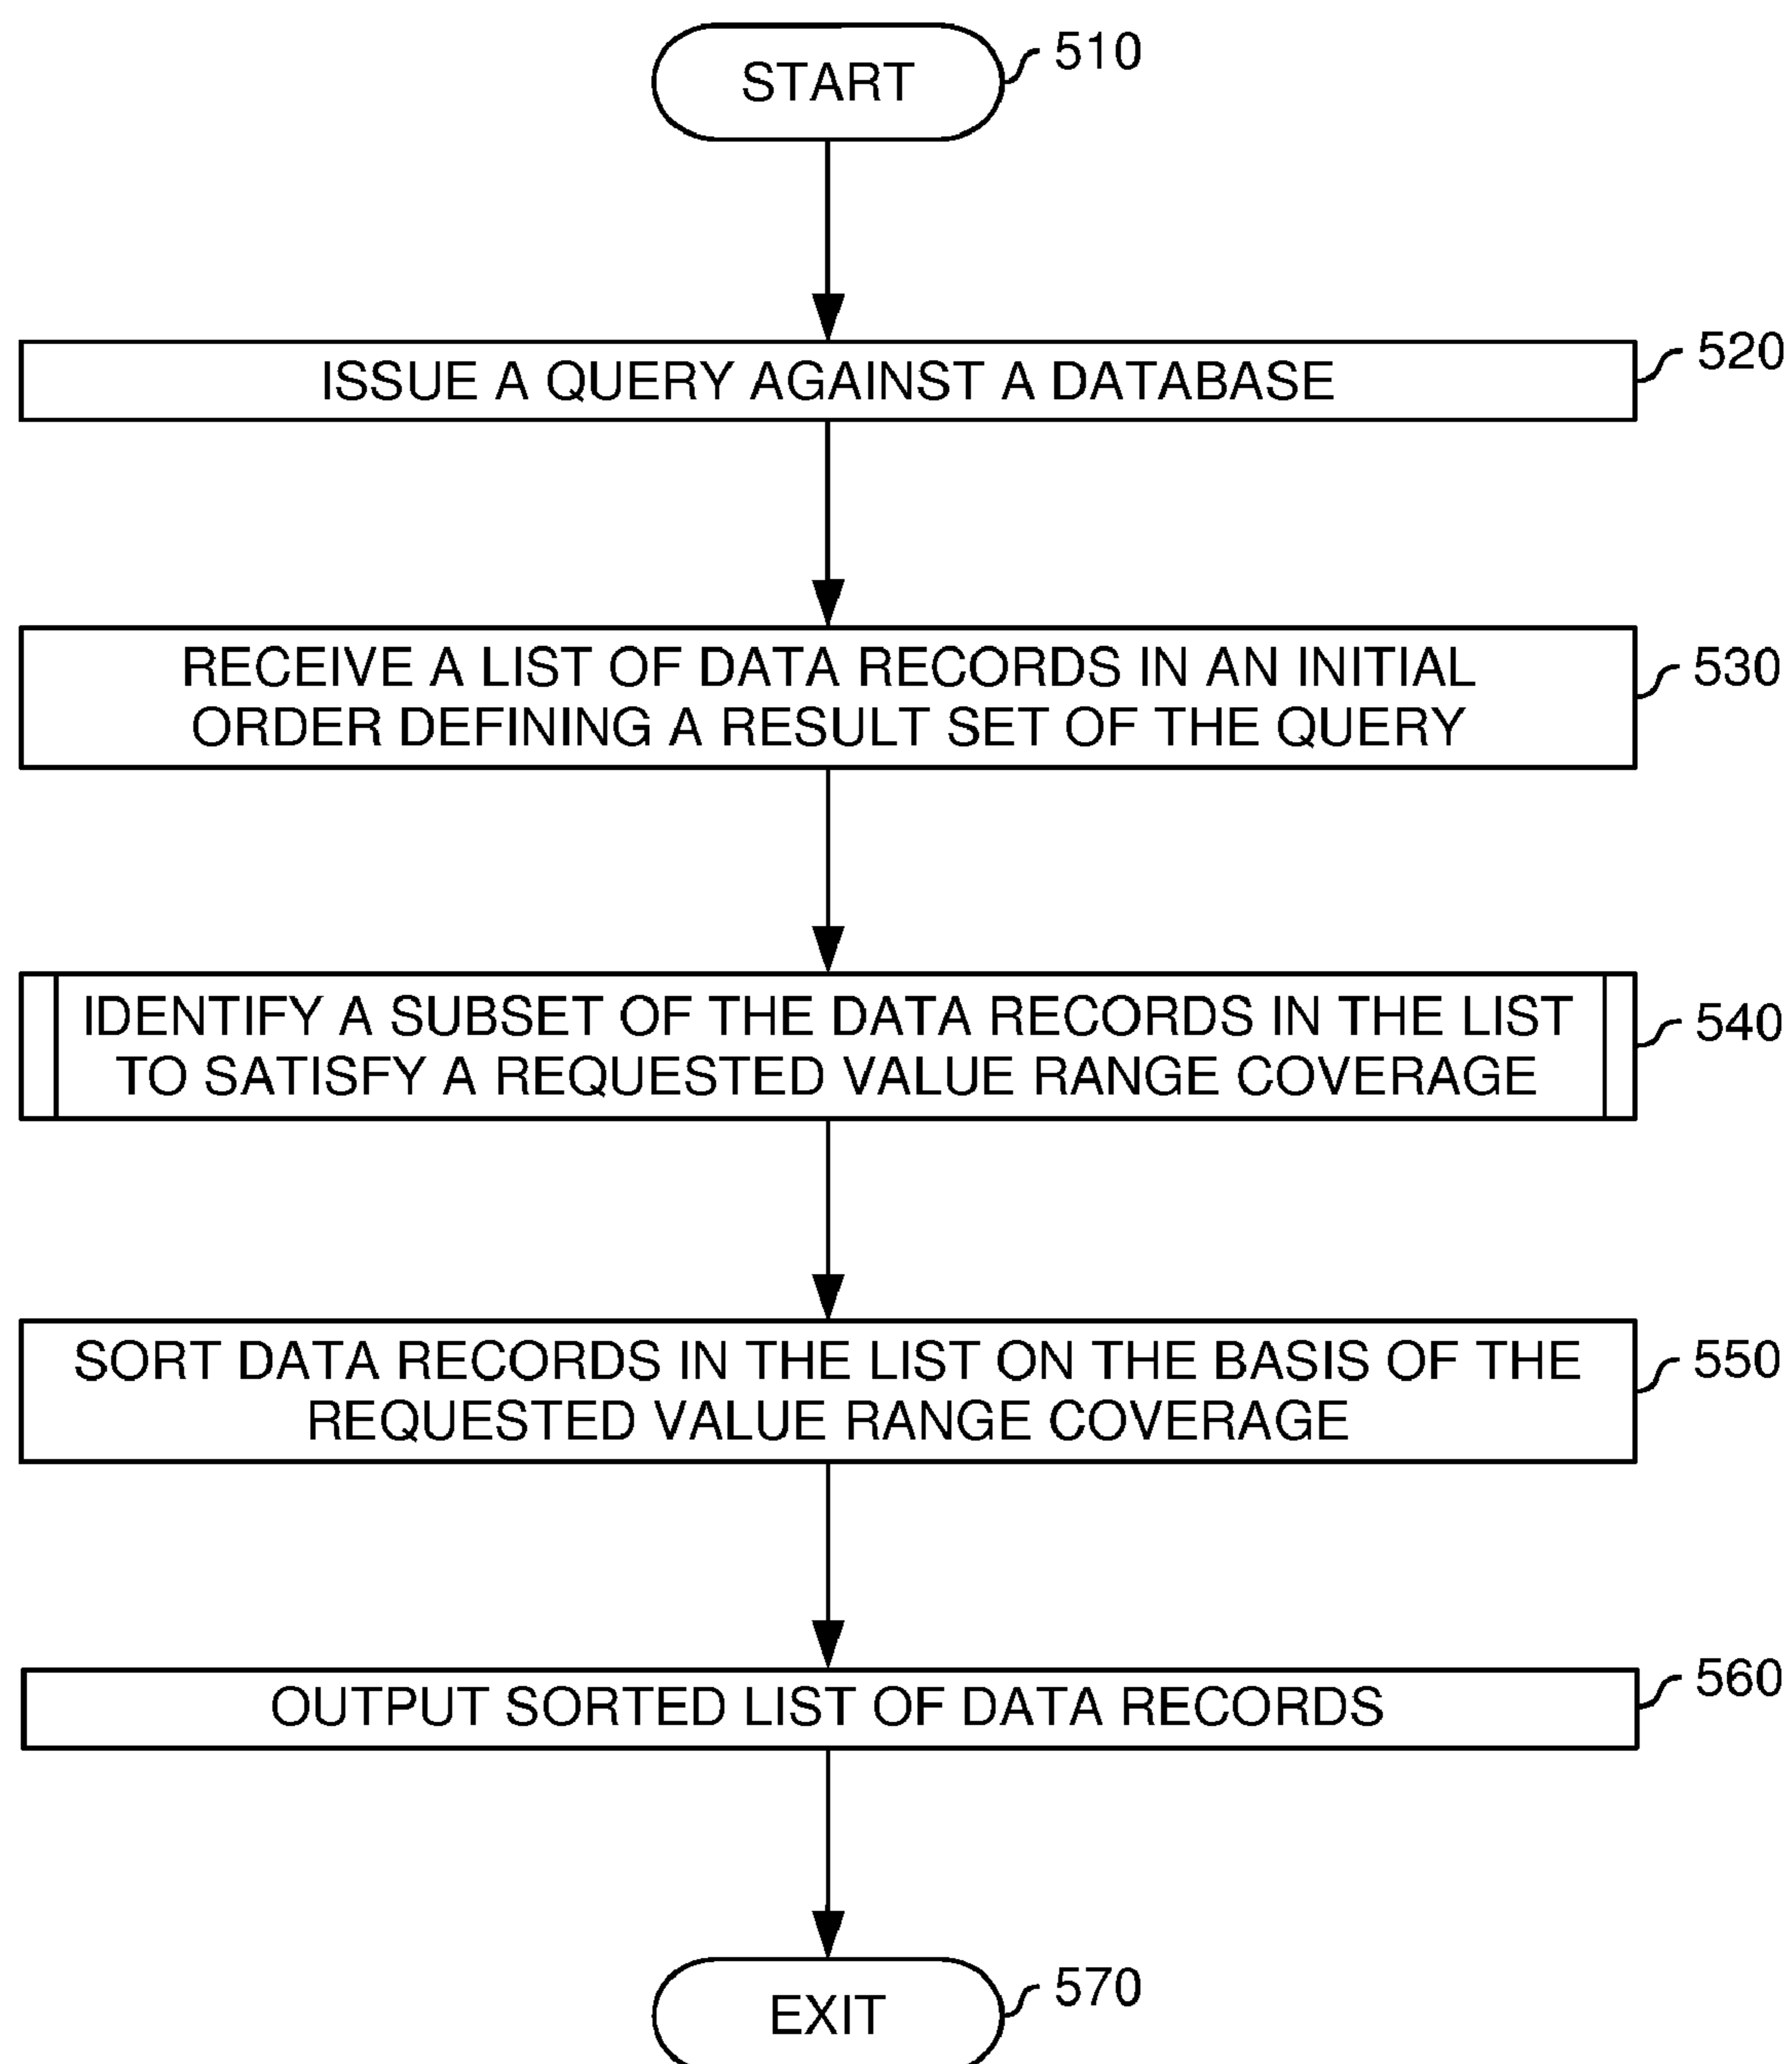 START
510
ISSUE A QUERY AGAINST A DATABASE
520
RECEIVE A LIST OF DATA RECORDS IN AN INITIAL
ORDER DEFINING A RESULT SET OF THE QUERY
530
IDENTIFY A SUBSET OF THE DATA RECORDS IN THE LIST
TO SATISFY A REQUESTED VALUE RANGE COVERAGE
540
SORT DATA RECORDS IN THE LIST ON THE BASIS OF THE
REQUESTED VALUE RANGE COVERAGE
550
OUTPUT SORTED LIST OF DATA RECORDS
560
EXIT
570